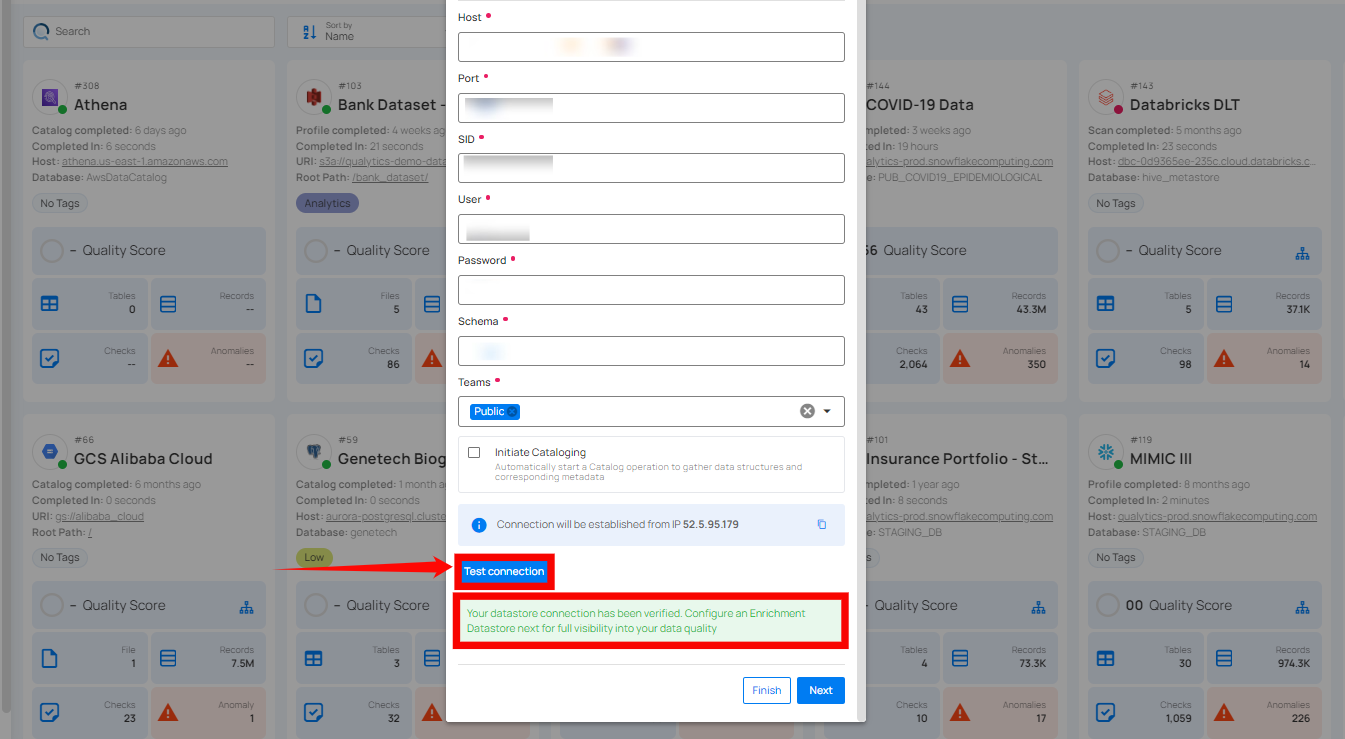 Search
Sort by
Name
#308
Athena
Catalog completed: 6 days ago
Completed In: 6 seconds
Host: athena.us-east-1.amazonaws.com
Database: AwsDataCatalog
No Tags
– Quality Score
Tables
0
Records
--
Checks
--
Anomalies
--
#103
Bank Dataset -
Profile completed: 4 weeks ag
Completed In: 21 seconds
URI: s3a://qualytics-demo-data
Root Path: /bank_dataset/
Analytics
– Quality Score
Files
5
Checks
86
Host
Port
SID
User
Password
Schema
Teams
Public
Initiate Cataloging
Automatically start a Catalog operation to gather data structures and
corresponding metadata
Connection will be established from IP 52.5.95.179
Test connection
Your datastore connection has been verified. Configure an Enrichment
Datastore next for full visibility into your data quality
Finish
Next
#144
COVID-19 Data
mpleted: 3 weeks ago
ed In: 19 hours
alytics-prod.snowflakecomputing.com
e: PUB_COVID19_EPIDEMIOLOGICAL
66 Quality Score
Tables
43
Records
43.3M
Checks
2,064
Anomalies
350
#143
Databricks DLT
Scan completed: 5 months ago
Completed In: 23 seconds
Host: dbc-0d9365ee-235c.cloud.databricks.c...
Database: hive_metastore
No Tags
– Quality Score
Tables
5
Records
37.1K
Checks
98
Anomalies
14
#66
GCS Alibaba Cloud
Catalog completed: 6 months ago
Completed In: 0 seconds
URI: gs://alibaba_cloud
Root Path: /
No Tags
– Quality Score
File
1
Records
7.5M
Checks
23
Anomaly
1
#59
Genetech Biog
Catalog completed: 1 month a
Completed In: 0 seconds
Host: aurora-postgresql.cluste
Database: genetech
Low
– Quality Score
Tables
3
Checks
32
#101
Insurance Portfolio - St...
mpleted: 1 year ago
ed In: 8 seconds
alytics-prod.snowflakecomputing.com
e: STAGING_DB
s
Quality Score
Tables
4
Records
73.3K
Checks
10
Anomalies
17
#119
MIMIC III
Profile completed: 8 months ago
Completed In: 2 minutes
Host: qualytics-prod.snowflakecomputing.com
Database: STAGING_DB
No Tags
00 Quality Score
Tables
30
Records
974.3K
Checks
1,059
Anomalies
226